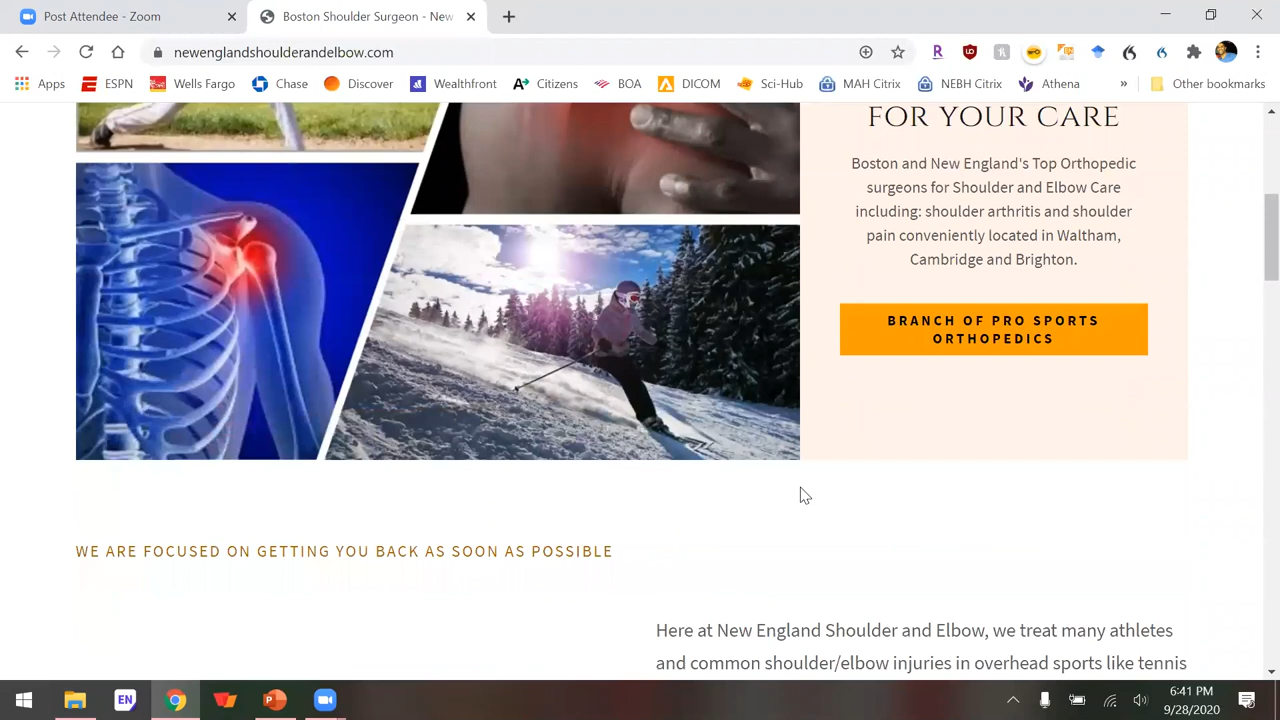 Post Attendee - Zoom
Boston Shoulder Surgeon - New
newenglandshoulderandelbow.com
Apps
ESPN
Wells Fargo
Chase
Discover
Wealthfront
A+ Citizens
BOA
DICOM
Sci-Hub
MAH Citrix
NEBH Citrix
Athena
»
Other bookmarks
FOR YOUR CARE
Boston and New England's Top Orthopedic
surgeons for Shoulder and Elbow Care
including: shoulder arthritis and shoulder
pain conveniently located in Waltham,
Cambridge and Brighton.
BRANCH OF PRO SPORTS
ORTHOPEDICS
WE ARE FOCUSED ON GETTING YOU BACK AS SOON AS POSSIBLE
Here at New England Shoulder and Elbow, we treat many athletes
and common shoulder/elbow injuries in overhead sports like tennis
EN
6:41 PM
9/28/2020